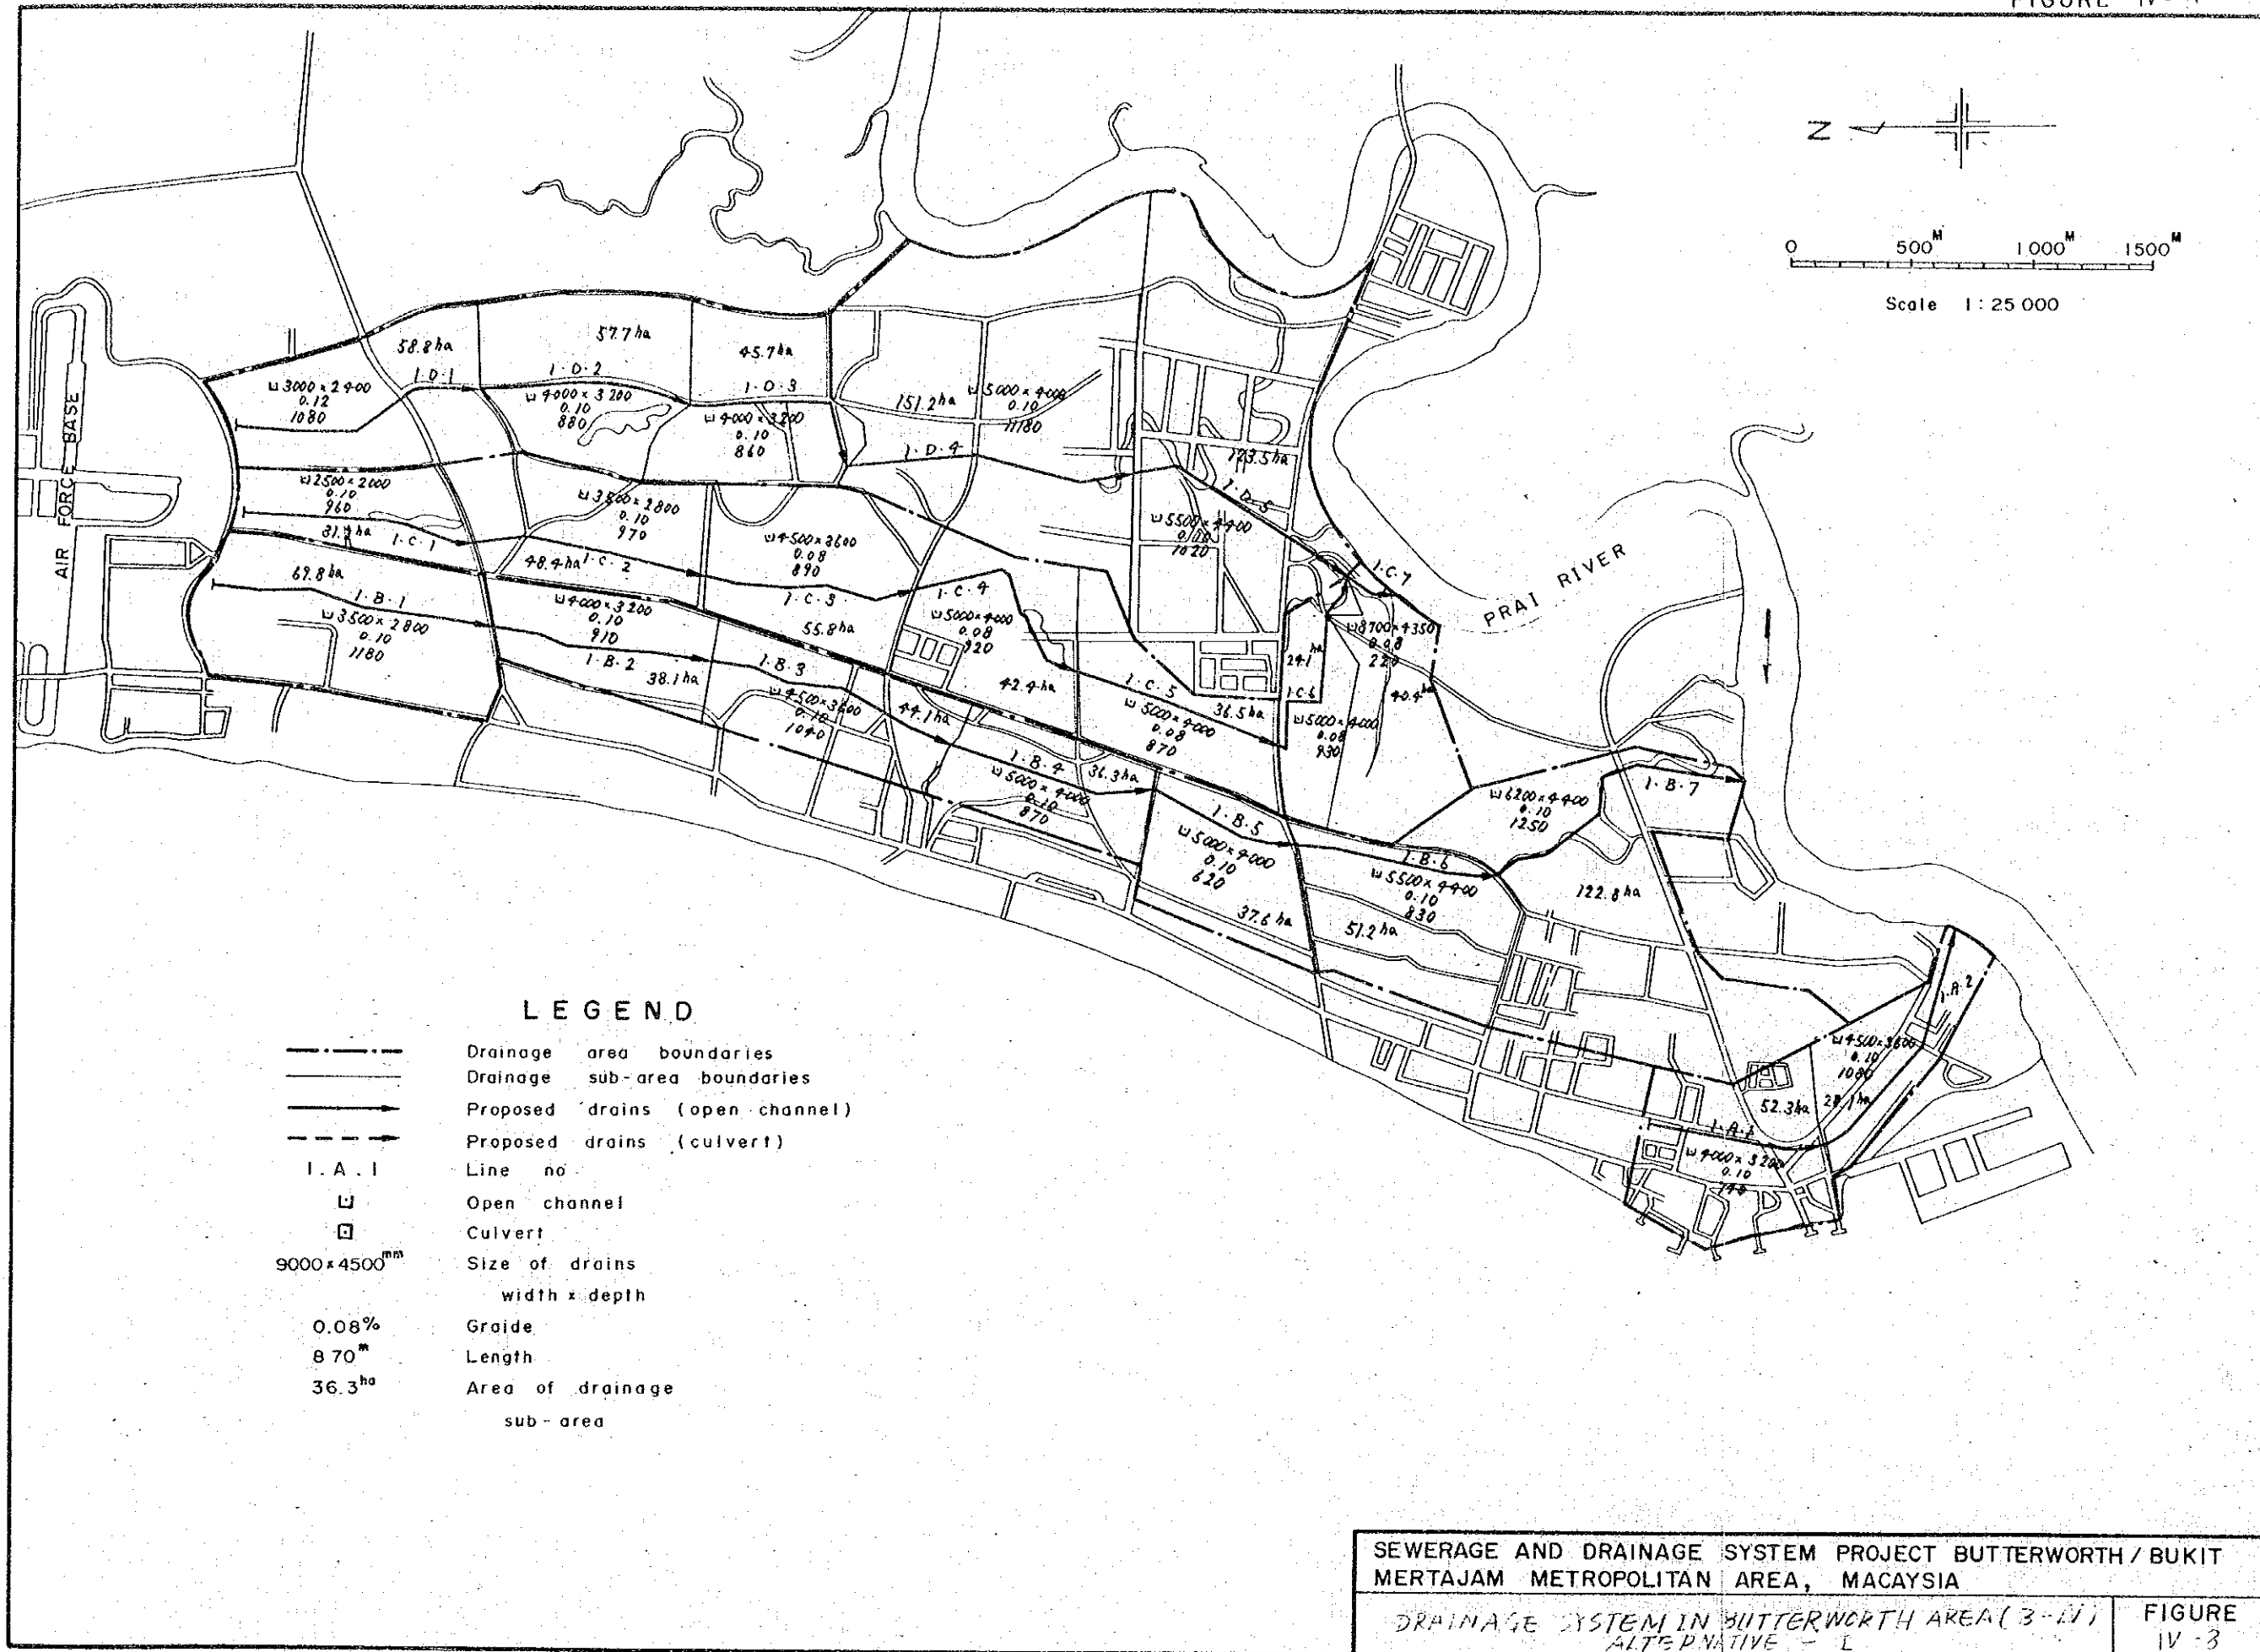 Z
0 500M 1000M 1500M
Scale 1:25 000
58.8ha
57.7ha
45.7ha
1.D.1
1.D.2
1.D.3
⊔3000×2400
0.12
1080
⊔4000×3200
0.10
880
⊔4000×3200
0.10
860
151.2ha
⊔5000×4000
0.10
1180
1.D.4
123.5ha
1.D.5
⊔5500×4400
1020
AIR FORCE BASE
⊔2500×2000
0.10
960
1.C.1
⊔3500×2800
0.10
970
48.4ha
1.C.2
⊔4500×3600
0.08
890
1.C.3
1.C.4
⊔5000×4000
0.08
920
42.4ha
1.C.5
⊔5000×4000
0.08
870
36.5ha
1.C.6
24.1ha
⊔5000×4000
0.08
930
1.C.7
⊔8700×4350
0.08
220
40.4ha
PRAI RIVER
69.8ha
1.B.1
⊔3500×2800
0.10
1180
⊔4000×3200
0.10
910
1.B.2
38.1ha
55.8ha
1.B.3
⊔4500×3600
0.10
1040
44.1ha
1.B.4
⊔5000×4000
0.10
870
36.3ha
1.B.5
⊔5000×4000
0.10
620
37.6ha
1.B.6
⊔5500×4400
0.10
830
51.2ha
1.B.7
⊔6200×4400
0.10
1250
122.8ha
1.A.2
⊔4500×3600
0.10
1080
52.3ha
1.A.1
⊔4000×3200
0.10
LEGEND
Drainage area boundaries
Drainage sub-area boundaries
Proposed drains (open channel)
Proposed drains (culvert)
1.A.1 Line no.
⊔ Open channel
⊡ Culvert
9000×4500mm Size of drains
width × depth
0.08% Graide
870m Length
36.3ha Area of drainage
sub-area
SEWERAGE AND DRAINAGE SYSTEM PROJECT BUTTERWORTH / BUKIT
MERTAJAM METROPOLITAN AREA, MACAYSIA
DRAINAGE SYSTEM IN BUTTERWORTH AREA
ALTERNATIVE - I
FIGURE
IV-3